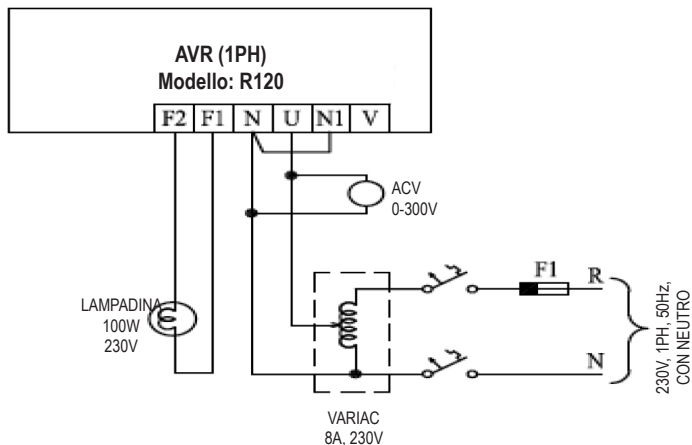 AVR (1PH)
Modello: R120
F2 F1 N U N1 V
ACV
0-300V
LAMPADINA
100W
230V
F1
R
N
230V, 1PH, 50Hz,
CON NEUTRO
VARIAC
8A, 230V